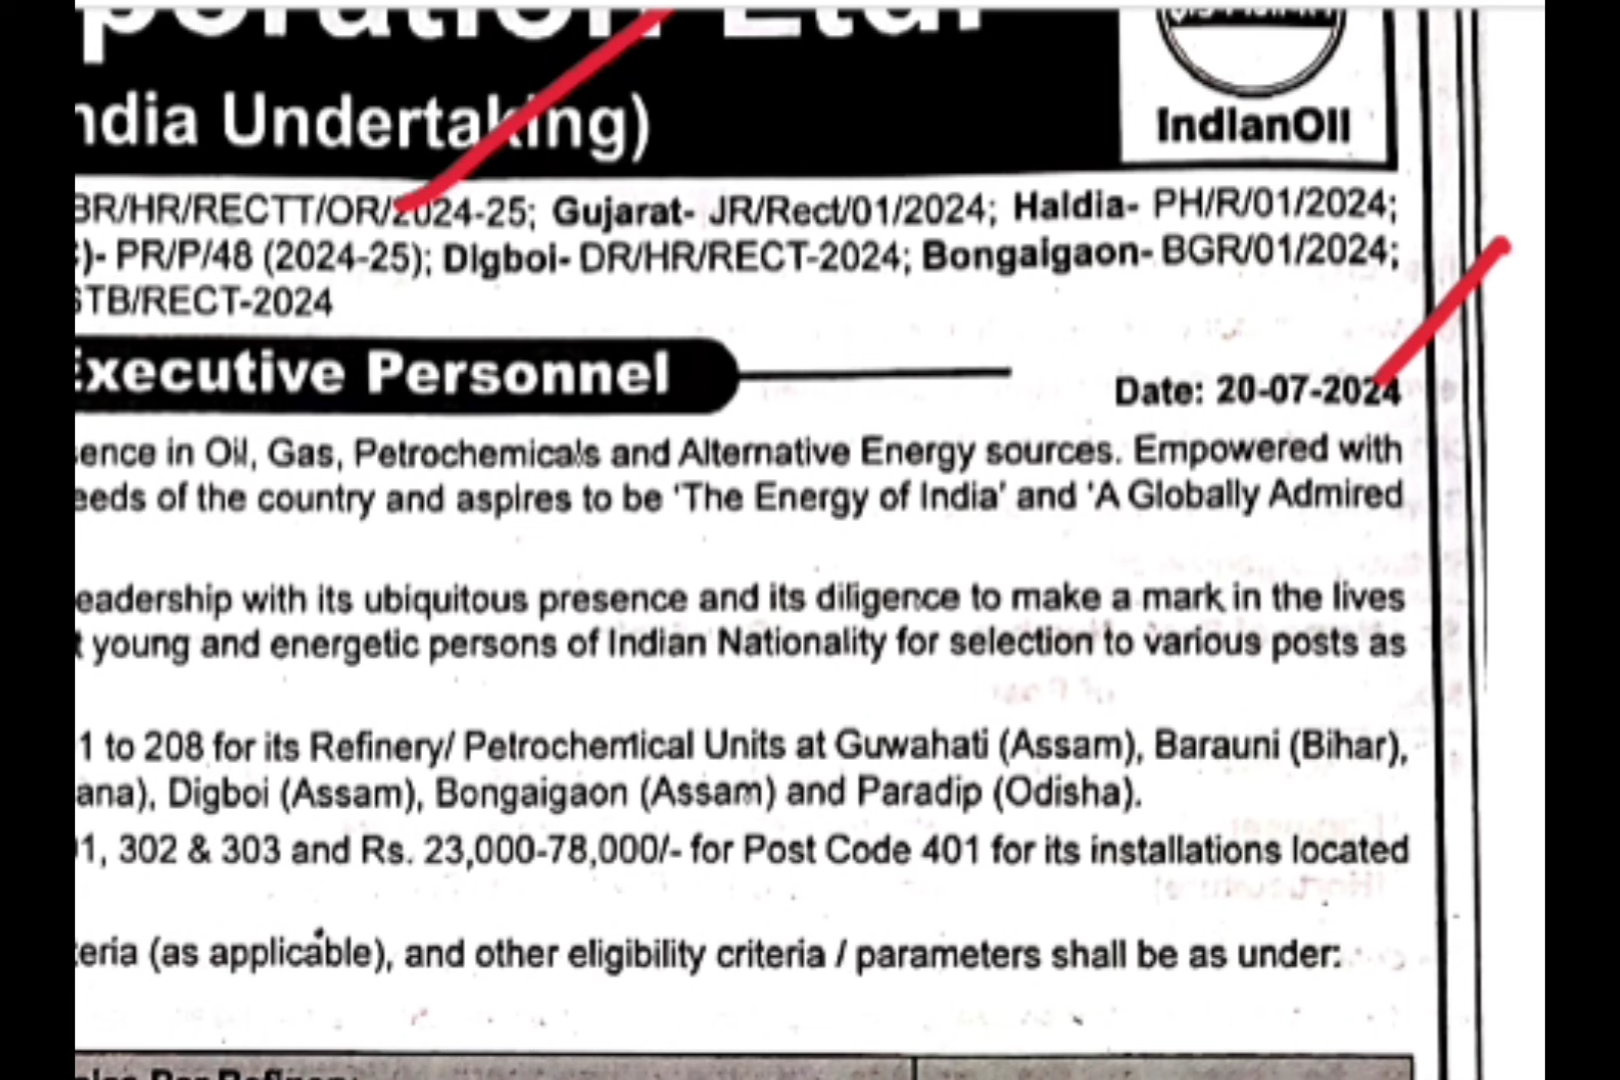 poration Ltd.
ndia Undertaking)
IndianOil
BR/HR/RECTT/OR/2024-25; Gujarat- JR/Rect/01/2024; Haldia- PH/R/01/2024;
)- PR/P/48 (2024-25); Digboi- DR/HR/RECT-2024; Bongaigaon- BGR/01/2024;
STB/RECT-2024
Executive Personnel
Date: 20-07-2024
ence in Oil, Gas, Petrochemicals and Alternative Energy sources. Empowered with
eeds of the country and aspires to be 'The Energy of India' and 'A Globally Admired
eadership with its ubiquitous presence and its diligence to make a mark in the lives
t young and energetic persons of Indian Nationality for selection to various posts as
1 to 208 for its Refinery/ Petrochemical Units at Guwahati (Assam), Barauni (Bihar),
ana), Digboi (Assam), Bongaigaon (Assam) and Paradip (Odisha).
1, 302 & 303 and Rs. 23,000-78,000/- for Post Code 401 for its installations located
eria (as applicable), and other eligibility criteria / parameters shall be as under:
Per Refinery